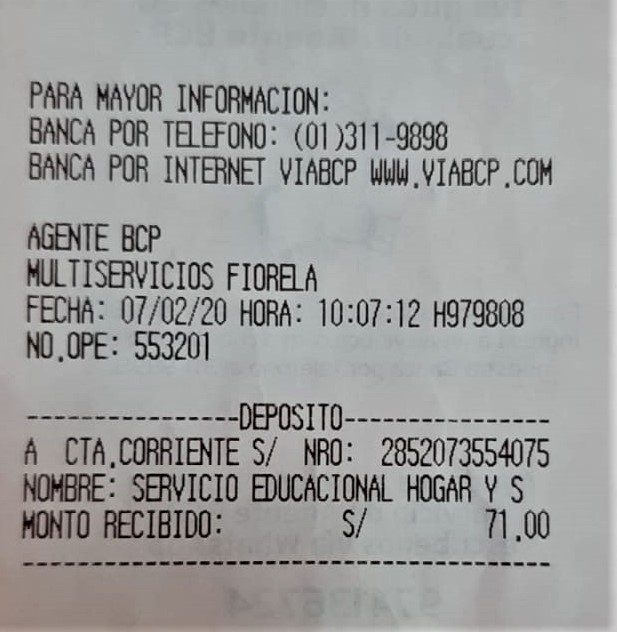 PARA MAYOR INFORMACION:
BANCA POR TELEFONO: (01)311-9898
BANCA POR INTERNET VIABCP WWW.VIABCP.COM
AGENTE BCP
MULTISERVICIOS FIORELA
FECHA: 07/02/20 HORA: 10:07:12 H979808
NO.OPE: 553201
----------------DEPOSITO----------------
A CTA.CORRIENTE S/ NRO: 2852073554075
NOMBRE: SERVICIO EDUCACIONAL HOGAR Y S
MONTO RECIBIDO: S/ 71.00
----------------------------------------